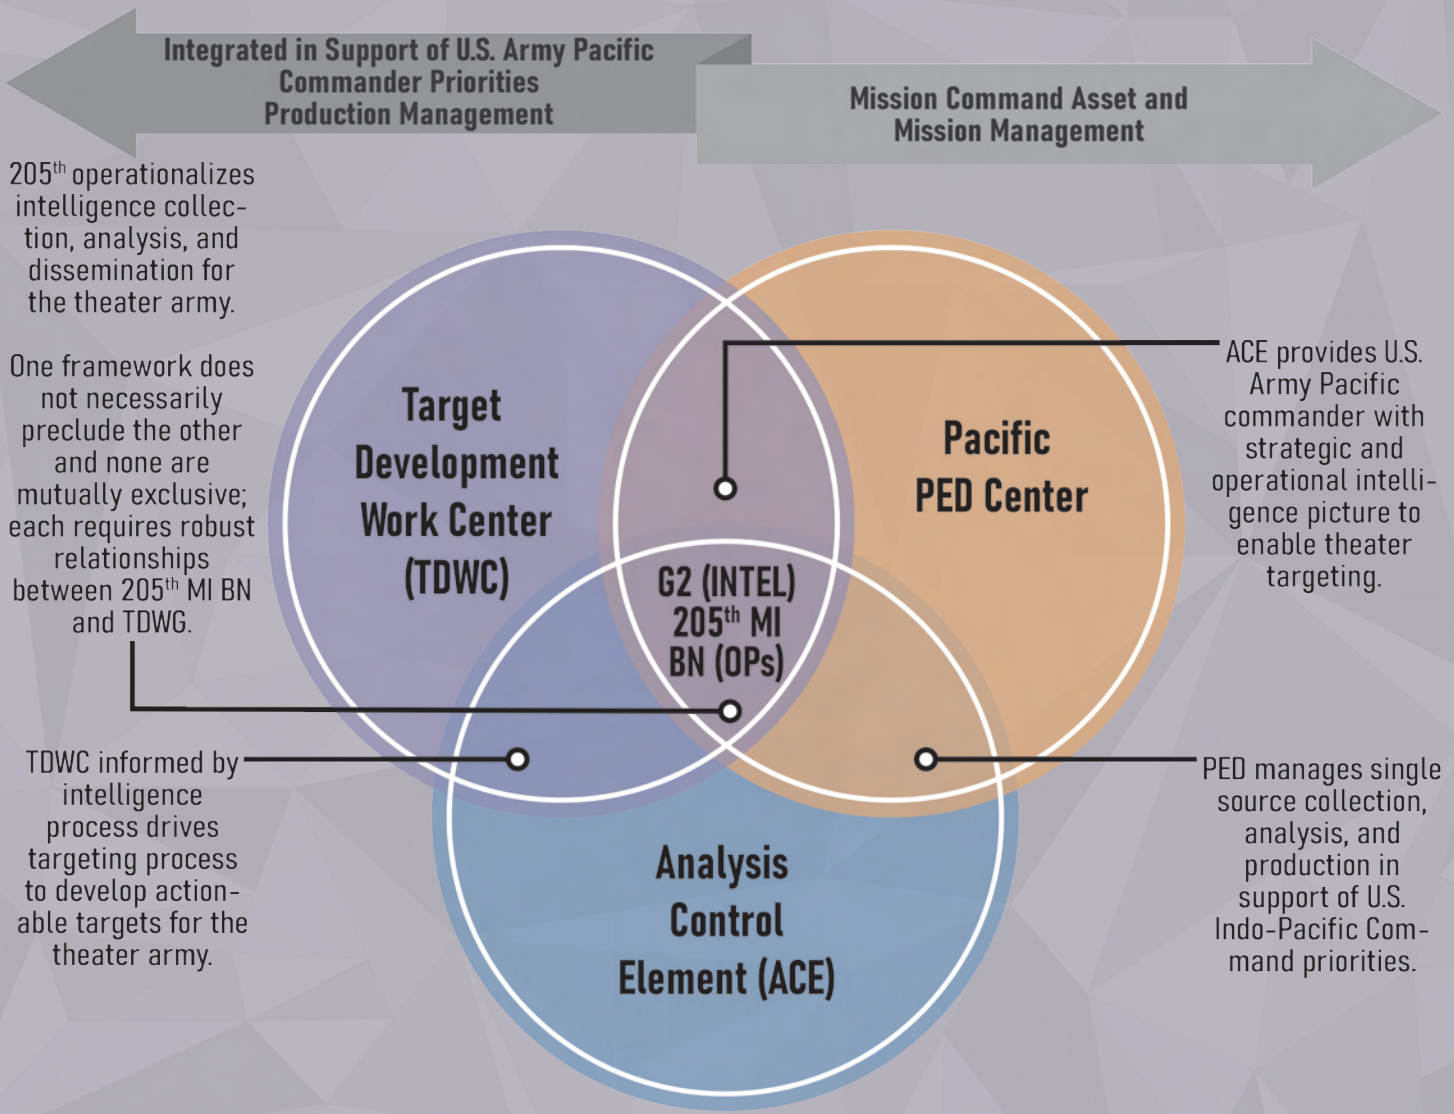 Integrated in Support of U.S. Army Pacific
Commander Priorities
Production Management
Mission Command Asset and
Mission Management
205th operationalizes
intelligence collec-
tion, analysis, and
dissemination for
the theater army.
One framework does
not necessarily
preclude the other
and none are
mutually exclusive;
each requires robust
relationships
between 205th MI BN
and TDWG.
TDWC informed by
intelligence
process drives
targeting process
to develop action-
able targets for the
theater army.
Target
Development
Work Center
(TDWC)
Pacific
PED Center
G2 (INTEL)
205th MI
BN (OPs)
Analysis
Control
Element (ACE)
ACE provides U.S.
Army Pacific
commander with
strategic and
operational intelli-
gence picture to
enable theater
targeting.
PED manages single
source collection,
analysis, and
production in
support of U.S.
Indo-Pacific Com-
mand priorities.